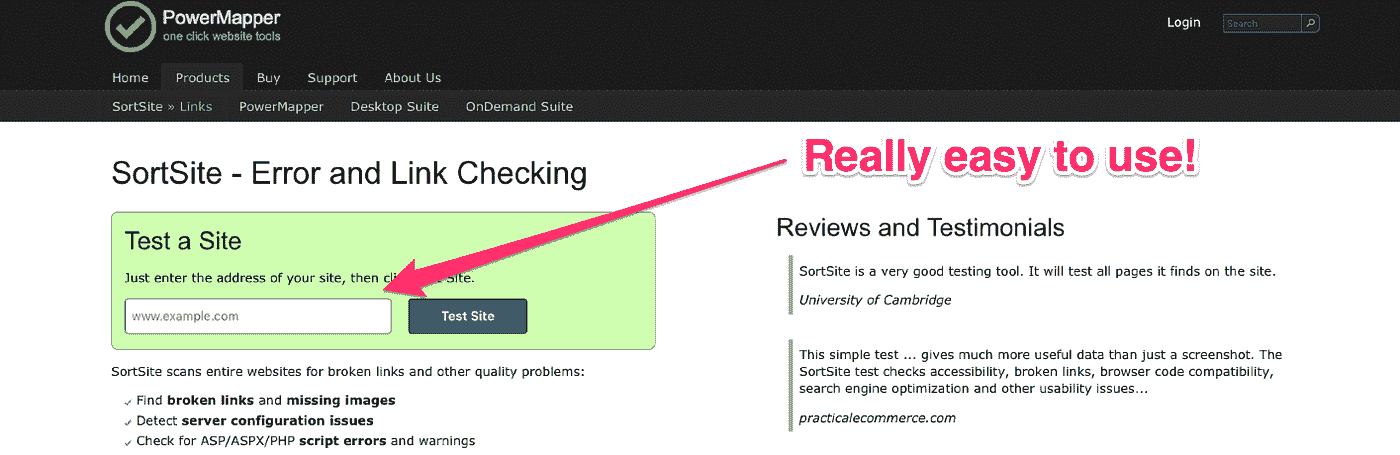 PowerMapper
one click website tools
Login
Search
Home Products Buy Support About Us
SortSite » Links PowerMapper Desktop Suite OnDemand Suite
Really easy to use!
SortSite - Error and Link Checking
Test a Site
Just enter the address of your site, then Site.
www.example.com
Test Site
SortSite scans entire websites for broken links and other quality problems:
Find broken links and missing images
Detect server configuration issues
Check for ASP/ASPX/PHP script errors and warnings
Reviews and Testimonials
SortSite is a very good testing tool. It will test all pages it finds on the site.
University of Cambridge
This simple test ... gives much more useful data than just a screenshot. The
SortSite test checks accessibility, broken links, browser code compatibility,
search engine optimization and other usability issues...
practicalecommerce.com